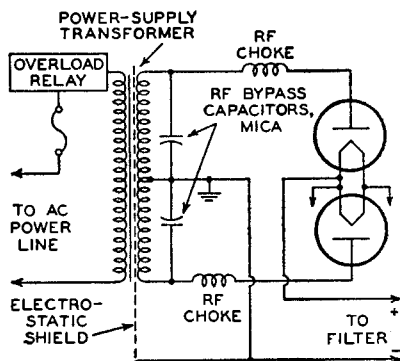 POWER-SUPPLY
TRANSFORMER
OVERLOAD
RELAY
RF
CHOKE
RF BYPASS
CAPACITORS,
MICA
TO AC
POWER
LINE
ELECTRO-
STATIC
SHIELD
RF
CHOKE
+
TO
FILTER
–